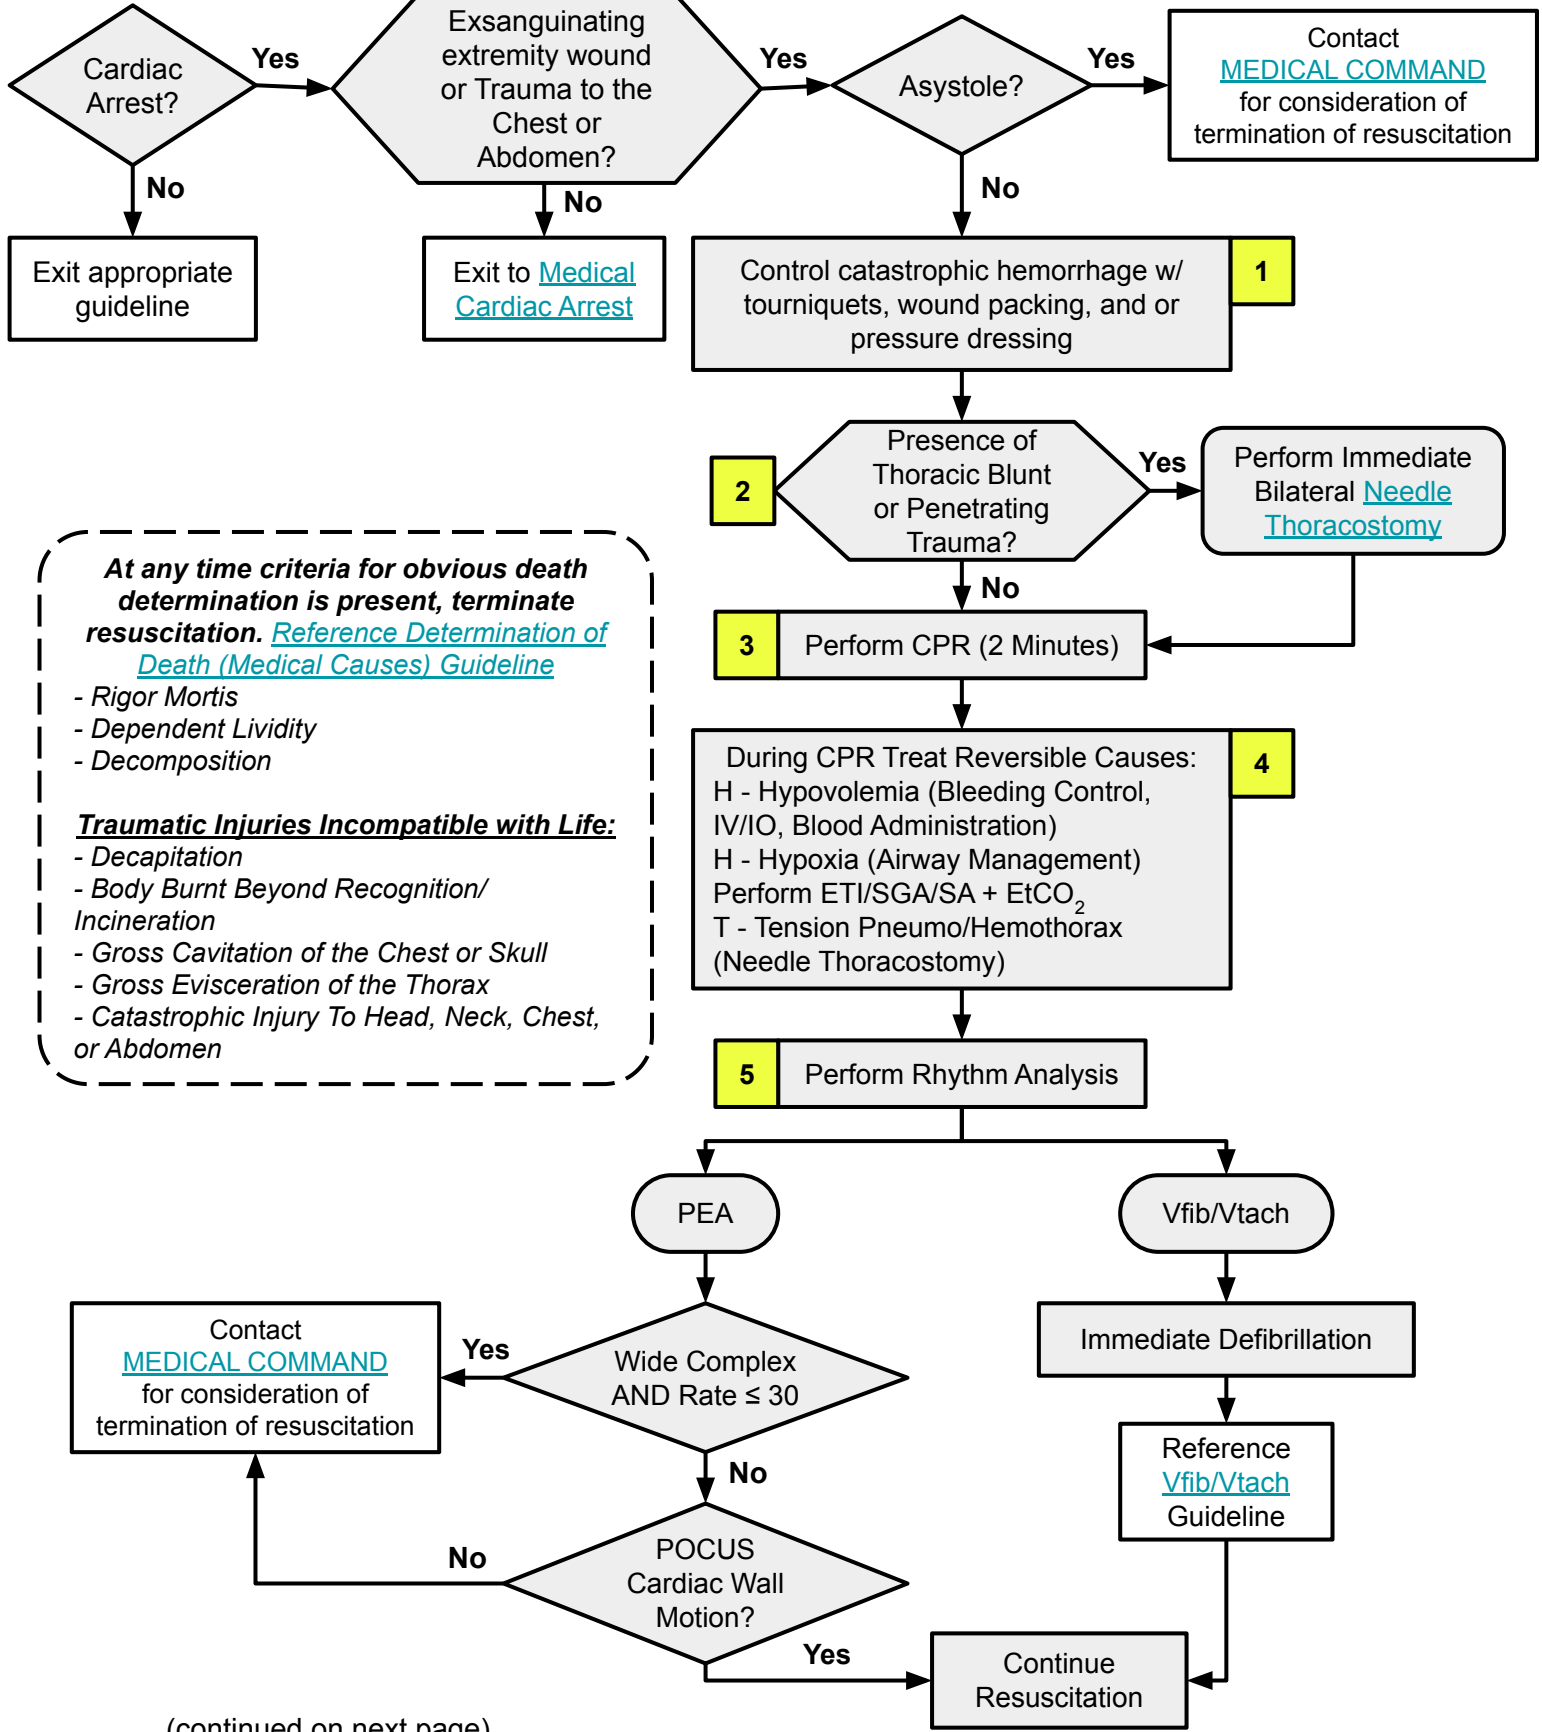 Cardiac
Arrest?
Yes
Exsanguinating
extremity wound
or Trauma to the
Chest or
Abdomen?
Yes
Asystole?
Yes
Contact
MEDICAL COMMAND
for consideration of
termination of resuscitation
No
No
No
Exit appropriate
guideline
Exit to Medical
Cardiac Arrest
Control catastrophic hemorrhage w/
tourniquets, wound packing, and or
pressure dressing
1
2
Presence of
Thoracic Blunt
or Penetrating
Trauma?
Yes
Perform Immediate
Bilateral Needle
Thoracostomy
No
3
Perform CPR (2 Minutes)
At any time criteria for obvious death
determination is present, terminate
resuscitation. Reference Determination of
Death (Medical Causes) Guideline
- Rigor Mortis
- Dependent Lividity
- Decomposition
Traumatic Injuries Incompatible with Life:
- Decapitation
- Body Burnt Beyond Recognition/
Incineration
- Gross Cavitation of the Chest or Skull
- Gross Evisceration of the Thorax
- Catastrophic Injury To Head, Neck, Chest,
or Abdomen
During CPR Treat Reversible Causes:
H - Hypovolemia (Bleeding Control,
IV/IO, Blood Administration)
H - Hypoxia (Airway Management)
Perform ETI/SGA/SA + EtCO2
T - Tension Pneumo/Hemothorax
(Needle Thoracostomy)
4
5
Perform Rhythm Analysis
PEA
Vfib/Vtach
Contact
MEDICAL COMMAND
for consideration of
termination of resuscitation
Yes
Wide Complex
AND Rate ≤ 30
Immediate Defibrillation
No
Reference
Vfib/Vtach
Guideline
No
POCUS
Cardiac Wall
Motion?
Yes
Continue
Resuscitation
(continued on next page)